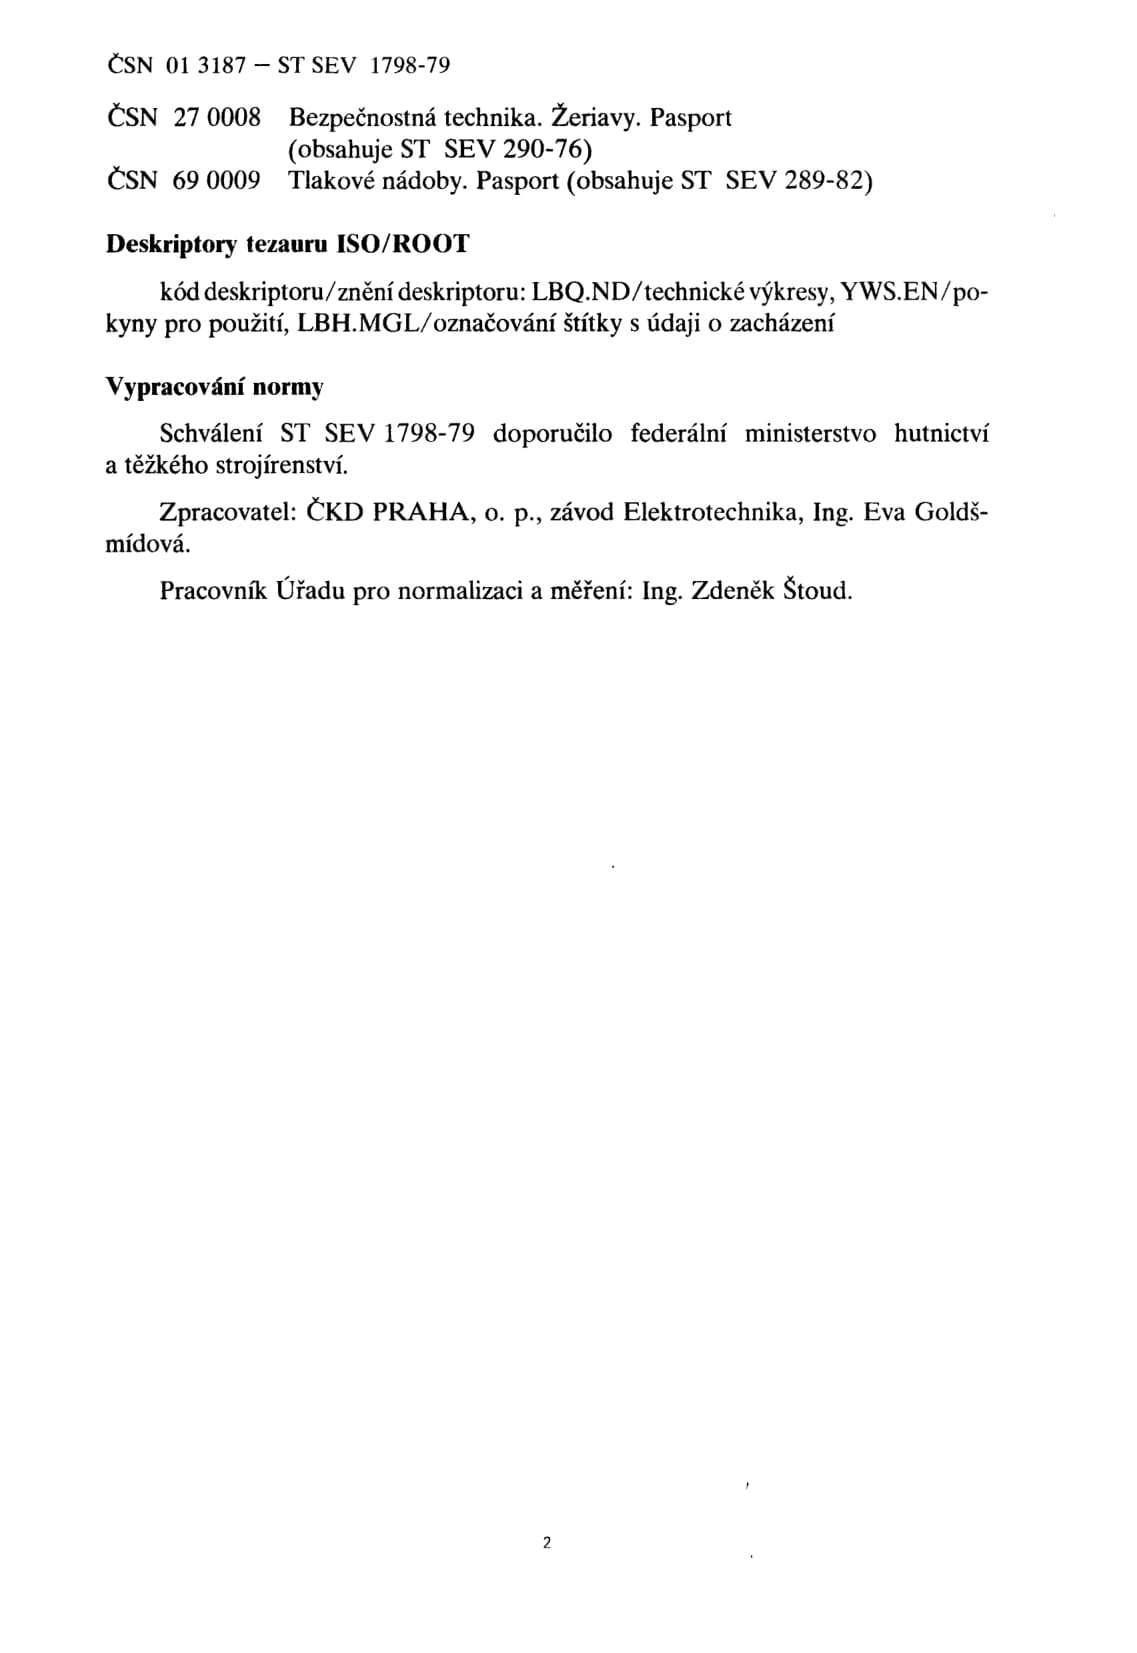 ČSN 01 3187 — ST SEV 1798-79
ČSN 27 0008 Bezpečnostná technika. Žeriavy. Pasport
(obsahuje ST SEV 290-76)
ČSN 69 0009 Tlakové nádoby. Pasport (obsahuje ST SEV 289-82)
Deskriptory tezauru ISO/ROOT
kód deskriptoru/znění deskriptoru: LBQ.ND/technické výkresy, YWS.EN/po-
kyny pro použití, LBH.MGL/označování štítky s údaji o zacházení
Vypracování normy
Schválení ST SEV 1798-79 doporučilo federální ministerstvo hutnictví
a těžkého strojírenství.
Zpracovatel: ČKD PRAHA, o. p., závod Elektrotechnika, Ing. Eva Goldš-
mídová.
Pracovník Úřadu pro normalizaci a měření: Ing. Zdeněk Štoud.
2